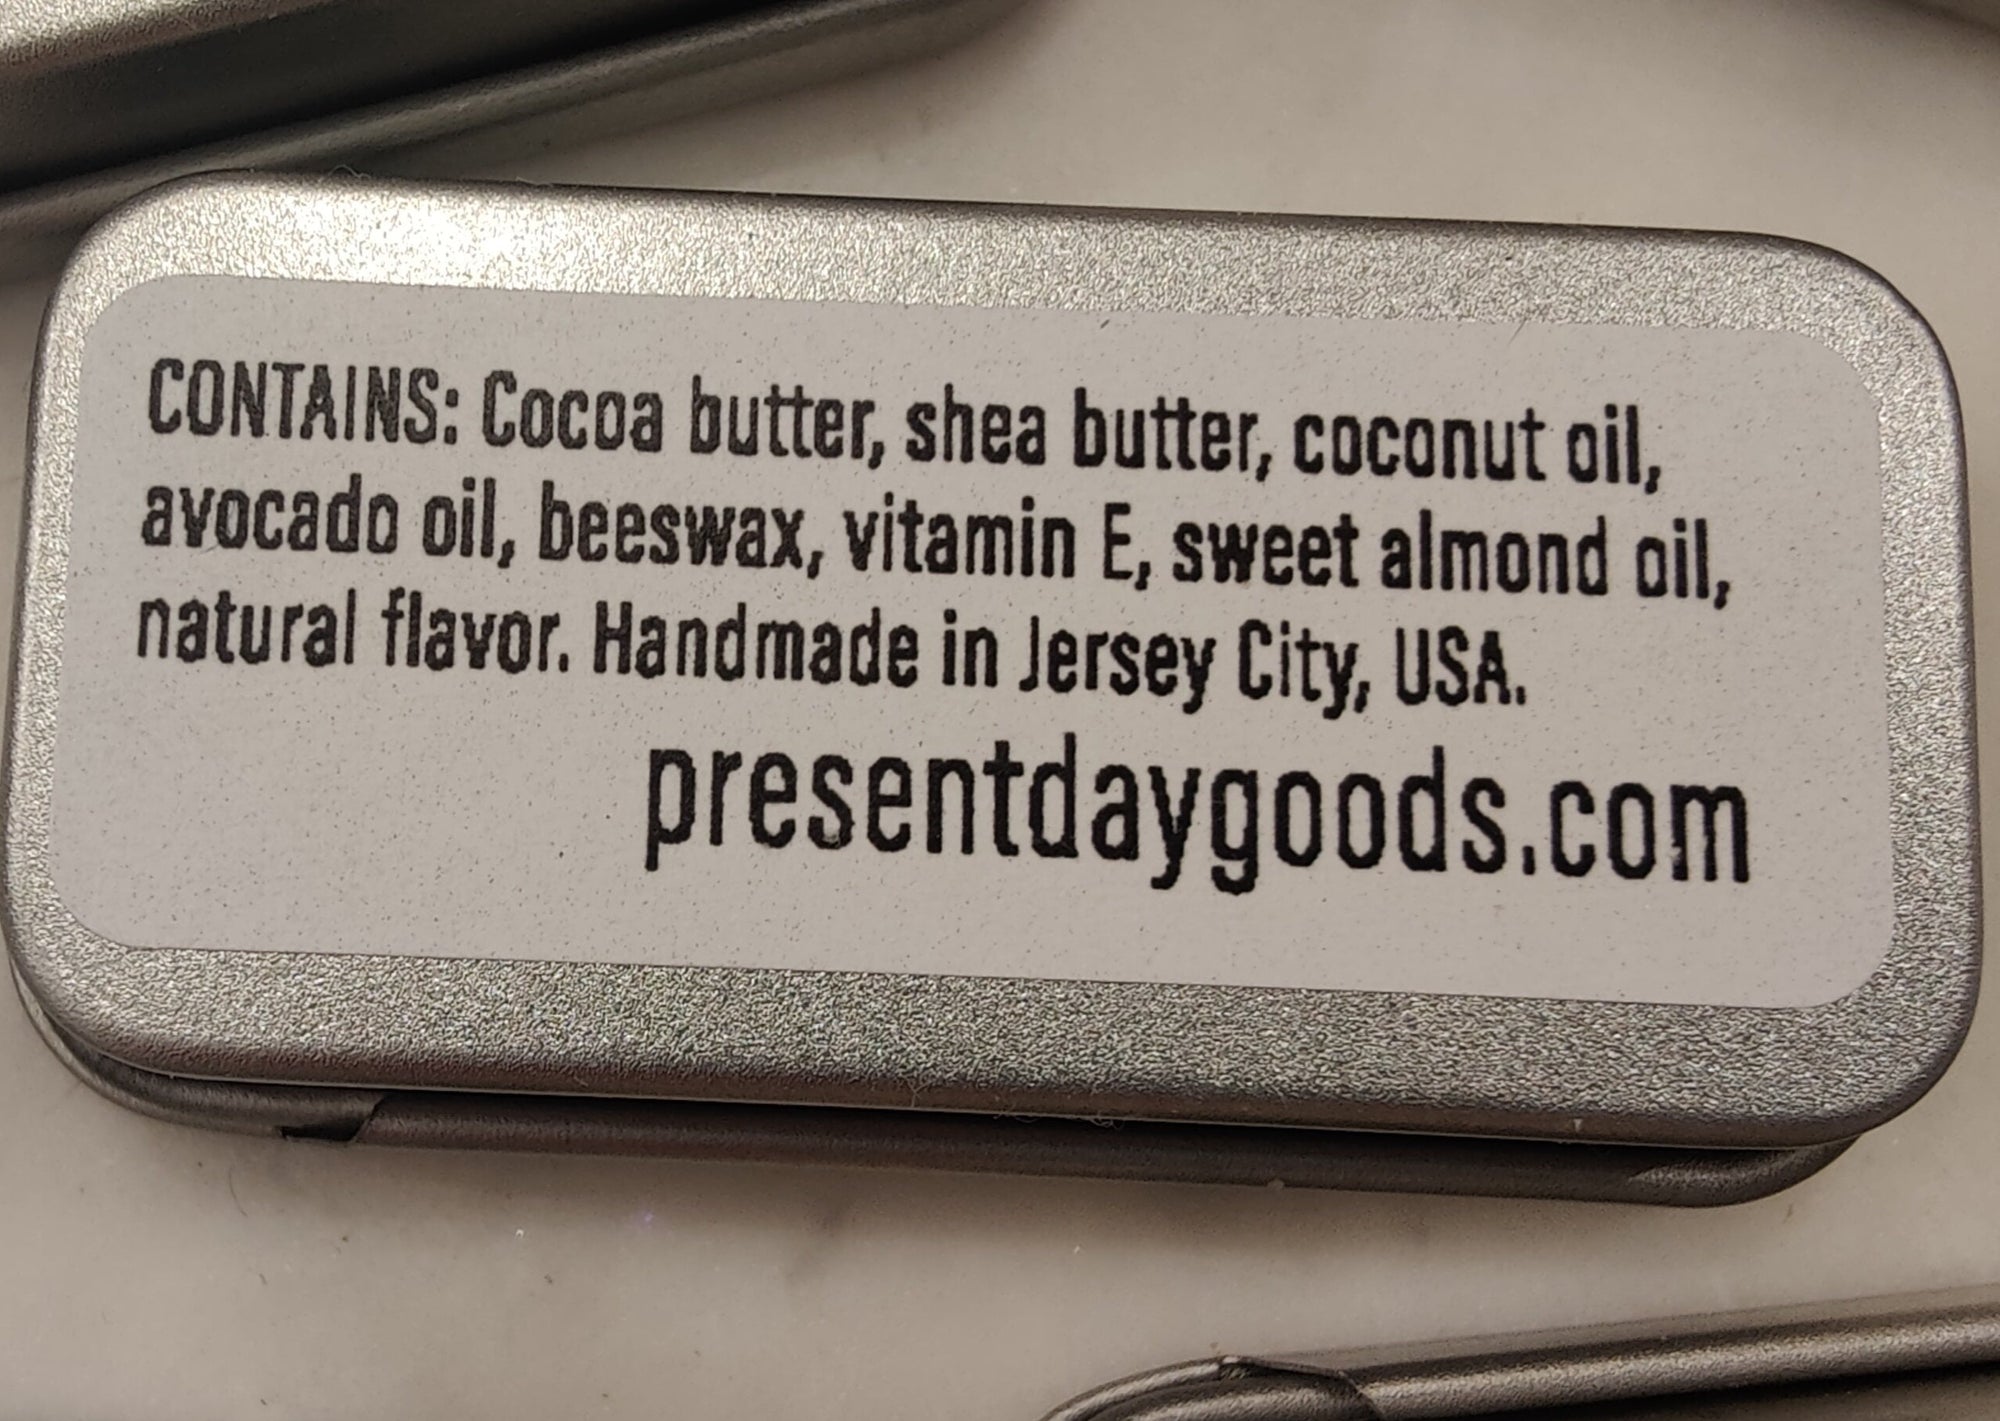 CONTAINS: Cocoa butter, shea butter, coconut oil,
avocado oil, beeswax, vitamin E, sweet almond oil,
natural flavor. Handmade in Jersey City, USA.
presentdaygoods.com